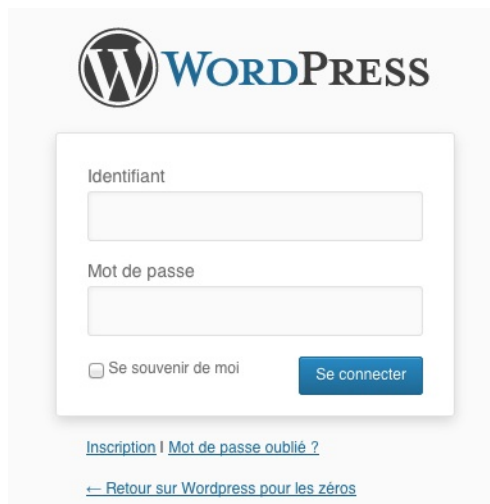 WORDPRESS
Identifiant
Mot de passe
Se souvenir de moi
Se connecter
Inscription | Mot de passe oublié ?
← Retour sur Wordpress pour les zéros